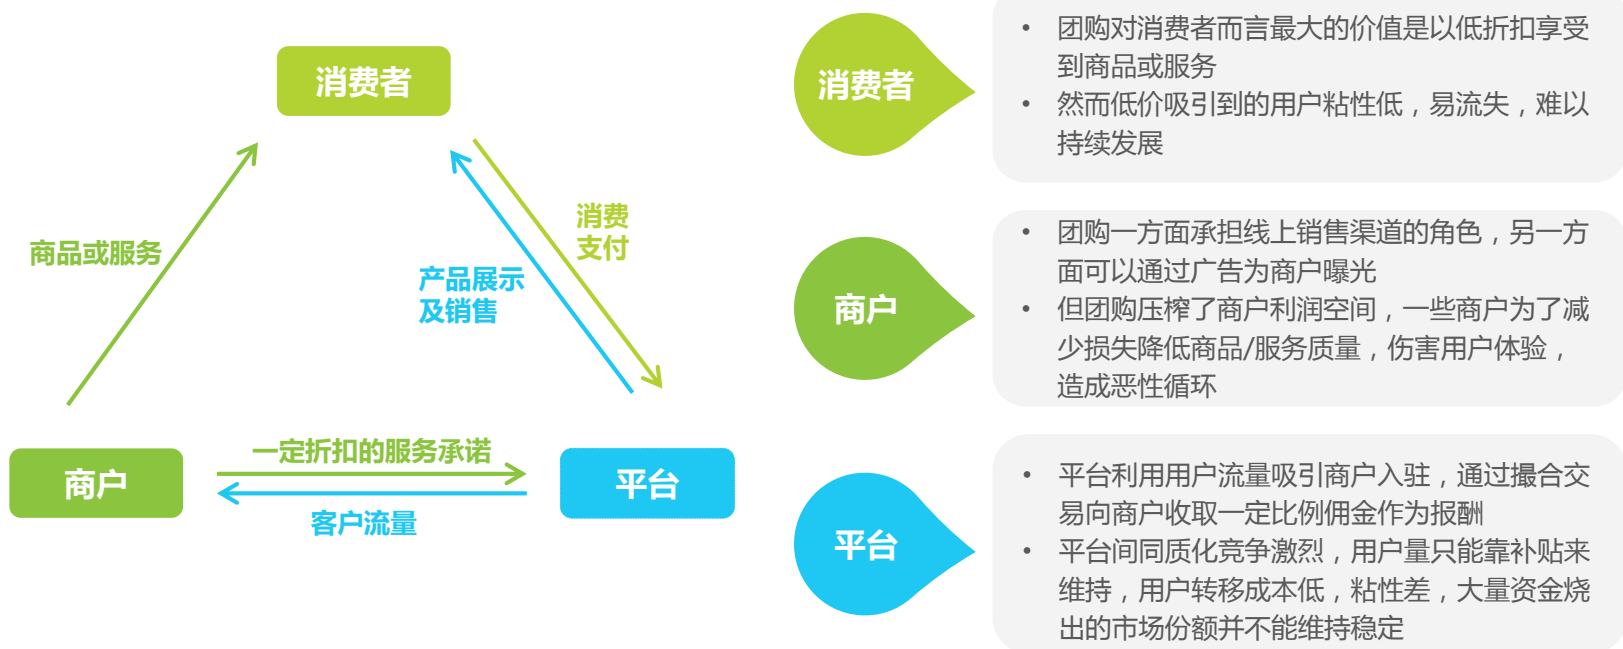 消费者
商品或服务
消费
支付
产品展示
及销售
商户
一定折扣的服务承诺
客户流量
平台
消费者
• 团购对消费者而言最大的价值是以低折扣享受
到商品或服务
• 然而低价吸引到的用户粘性低，易流失，难以
持续发展
商户
• 团购一方面承担线上销售渠道的角色，另一方
面可以通过广告为商户曝光
• 但团购压榨了商户利润空间，一些商户为了减
少损失降低商品/服务质量，伤害用户体验，
造成恶性循环
平台
• 平台利用用户流量吸引商户入驻，通过撮合交
易向商户收取一定比例佣金作为报酬
• 平台间同质化竞争激烈，用户量只能靠补贴来
维持，用户转移成本低，粘性差，大量资金烧
出的市场份额并不能维持稳定